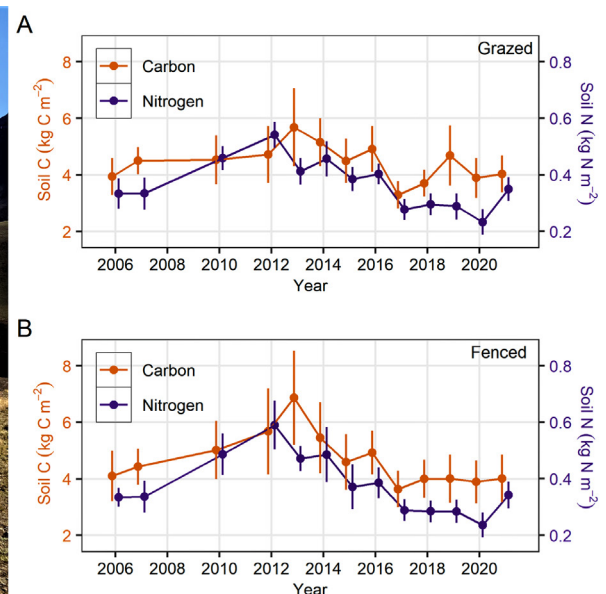 A
Grazed
Carbon
Nitrogen
8
6
4
2
0.8
0.6
0.4
0.2
Soil C (kg C m⁻²)
Soil N (kg N m⁻²)
2006 2008 2010 2012 2014 2016 2018 2020
Year
B
Fenced
Carbon
Nitrogen
8
6
4
2
0.8
0.6
0.4
0.2
Soil C (kg C m⁻²)
Soil N (kg N m⁻²)
2006 2008 2010 2012 2014 2016 2018 2020
Year